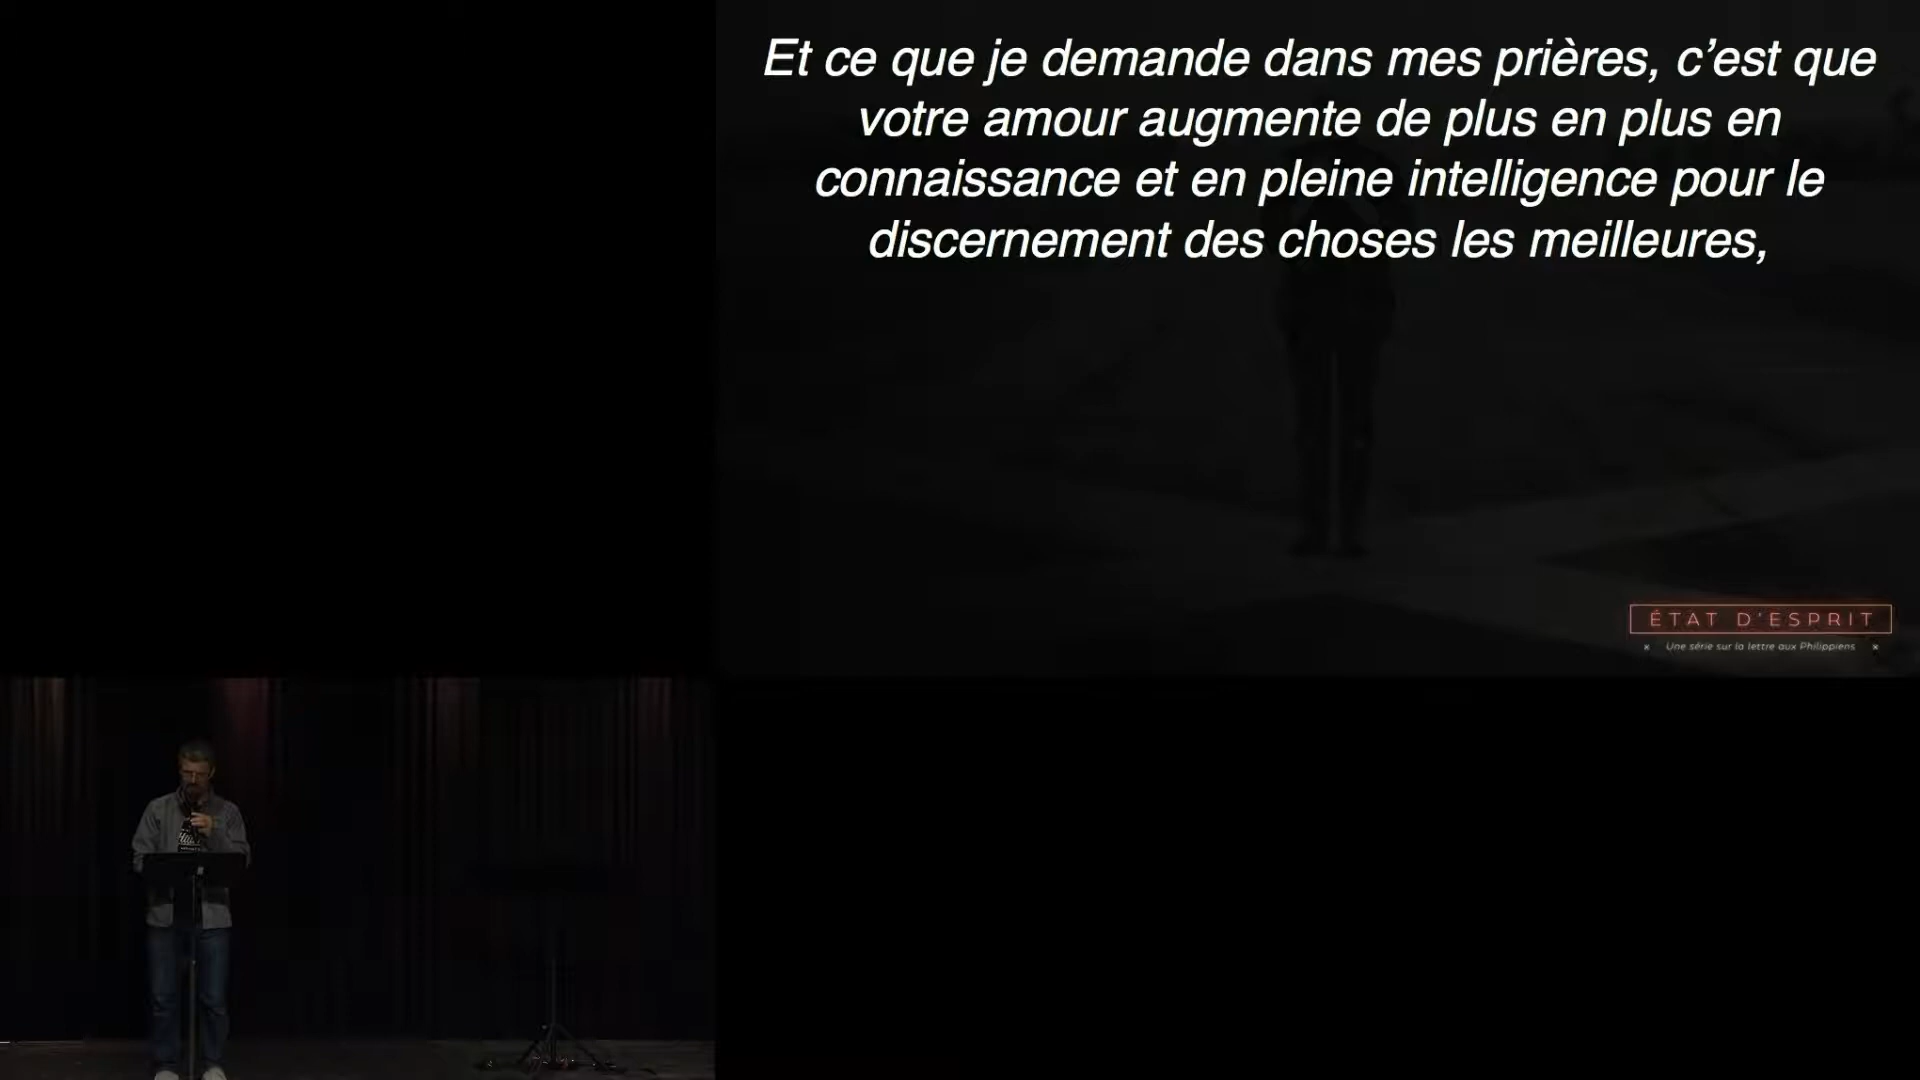 Et ce que je demande dans mes prières, c’est que
votre amour augmente de plus en plus en
connaissance et en pleine intelligence pour le
discernement des choses les meilleures,
ÉTAT D'ESPRIT
× Une série sur la lettre aux Philippiens ×